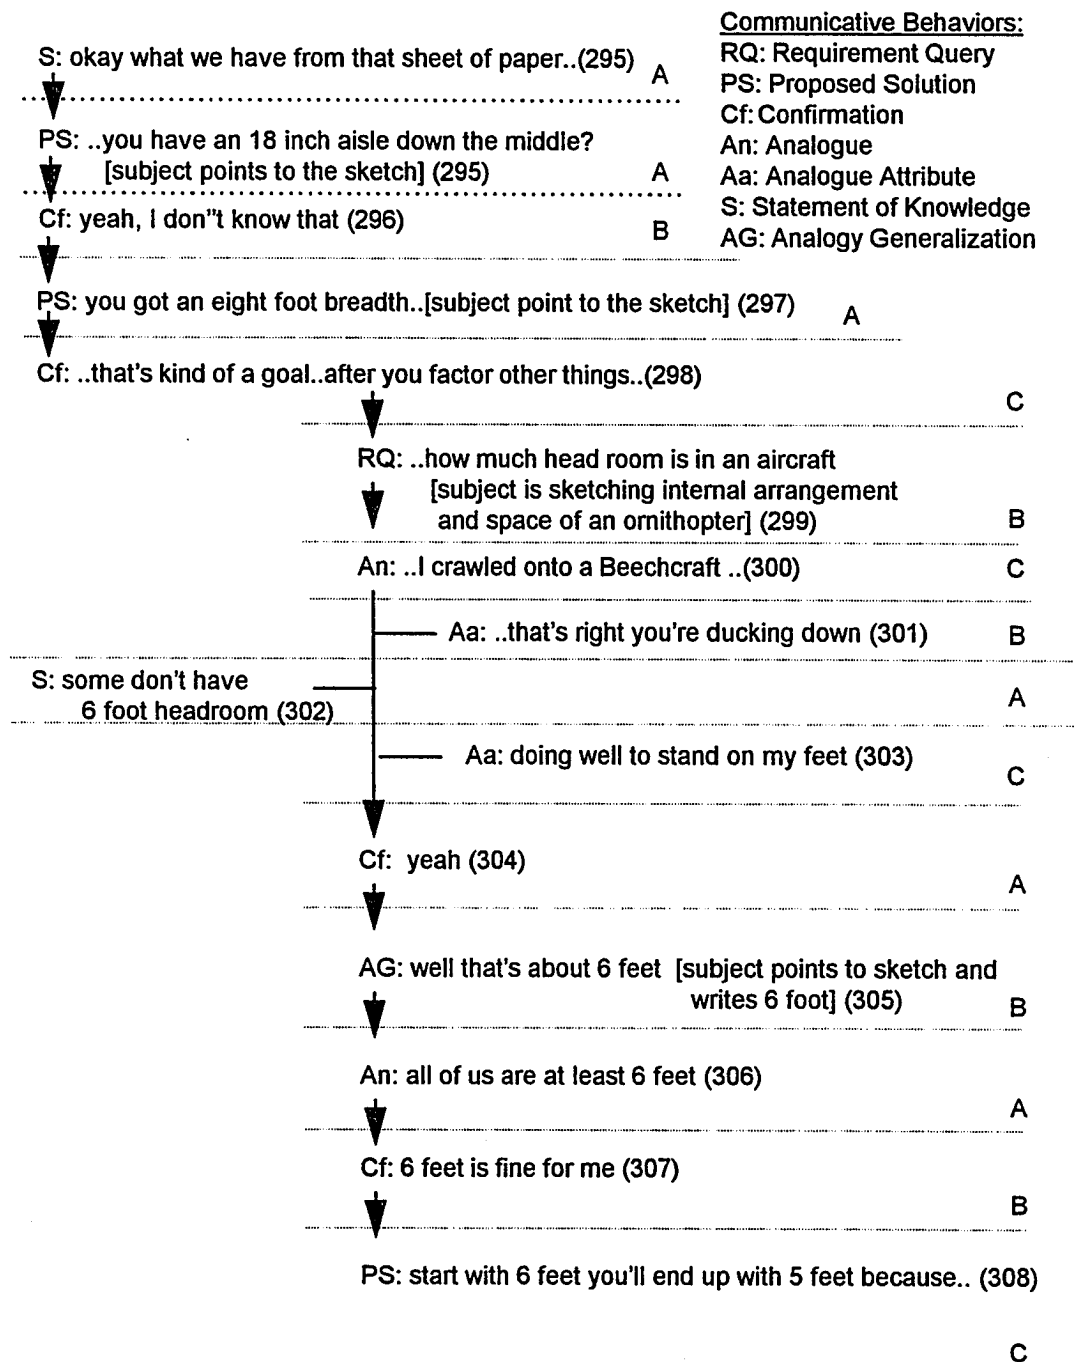 Communicative Behaviors:
RQ: Requirement Query
PS: Proposed Solution
Cf: Confirmation
An: Analogue
Aa: Analogue Attribute
S: Statement of Knowledge
AG: Analogy Generalization
S: okay what we have from that sheet of paper..(295) A
PS: ..you have an 18 inch aisle down the middle?
[subject points to the sketch] (295) A
Cf: yeah, I don"t know that (296) B
PS: you got an eight foot breadth..[subject point to the sketch] (297) A
Cf: ..that's kind of a goal..after you factor other things..(298)
C
RQ: ..how much head room is in an aircraft
[subject is sketching internal arrangement
and space of an ornithopter] (299) B
An: ..I crawled onto a Beechcraft ..(300) C
Aa: ..that's right you're ducking down (301) B
S: some don't have
6 foot headroom (302) A
Aa: doing well to stand on my feet (303)
C
Cf: yeah (304)
A
AG: well that's about 6 feet [subject points to sketch and
writes 6 foot] (305) B
An: all of us are at least 6 feet (306)
A
Cf: 6 feet is fine for me (307)
B
PS: start with 6 feet you'll end up with 5 feet because.. (308)
C